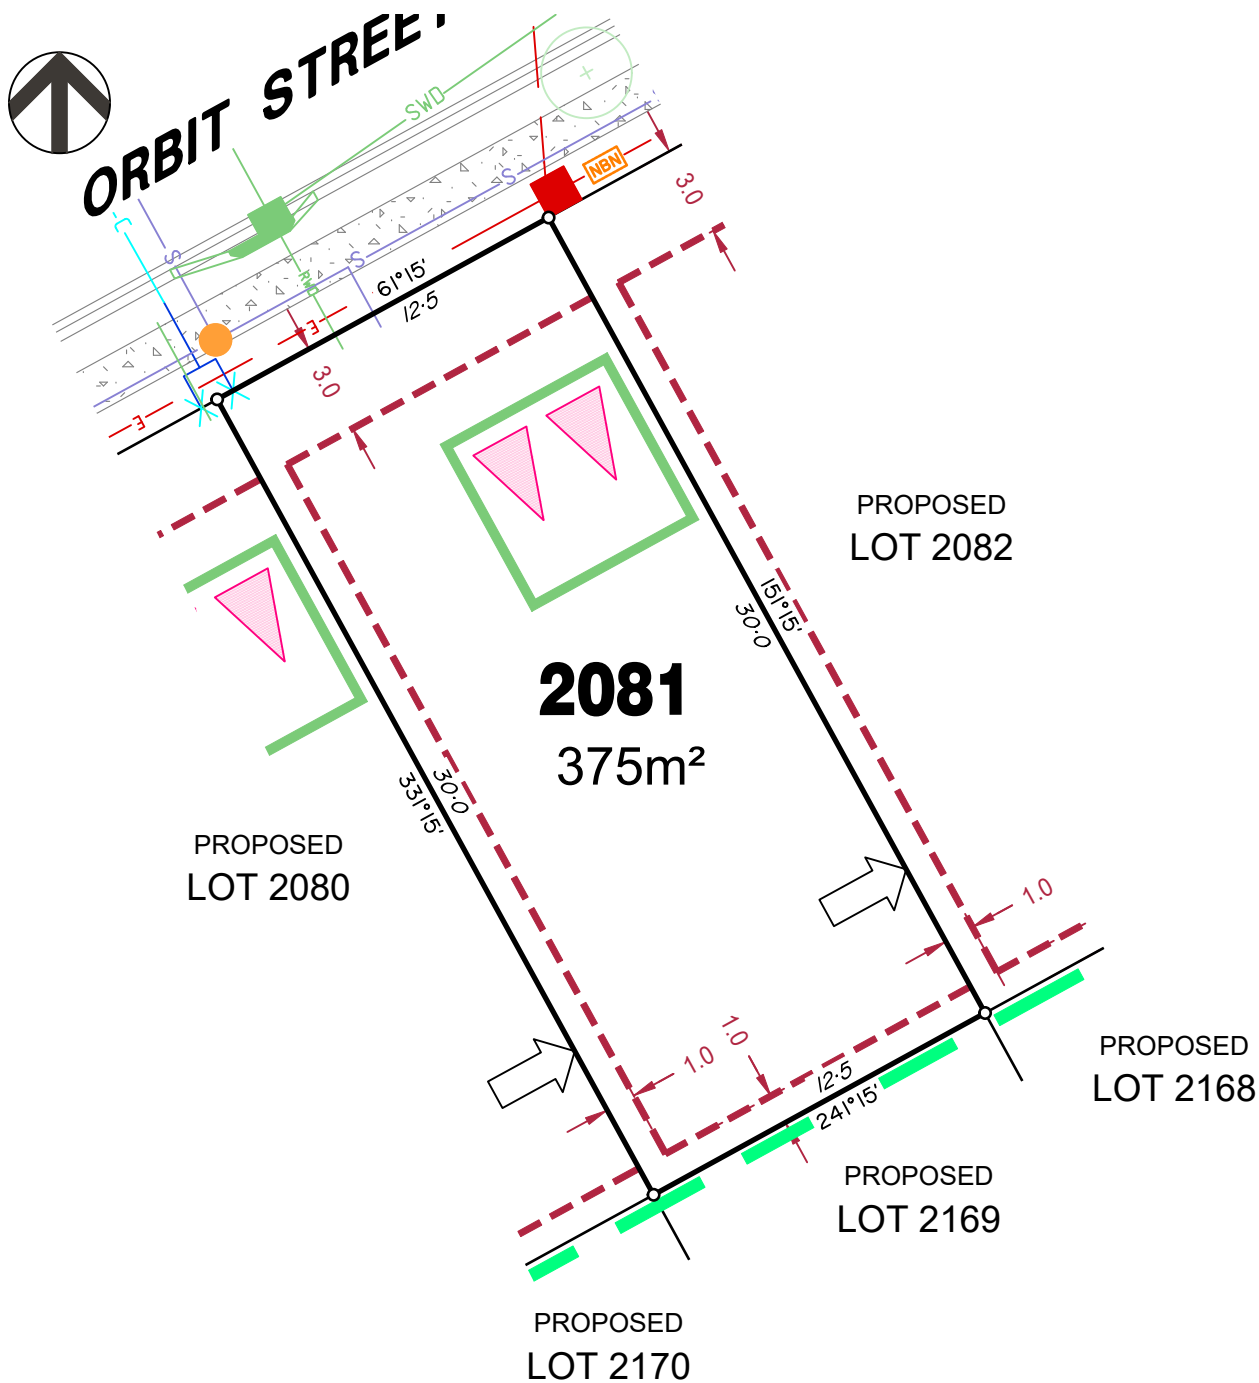 ORBIT STREET
SWD
NBN
3.0
C
S
S
S
RWD
61°15'
12·5
E
E
3.0
PROPOSED
LOT 2082
151°15'
30·0
2081
375m²
30·0
331°15'
PROPOSED
LOT 2080
1.0
1.0
1.0
12·5
241°15'
PROPOSED
LOT 2168
PROPOSED
LOT 2169
PROPOSED
LOT 2170